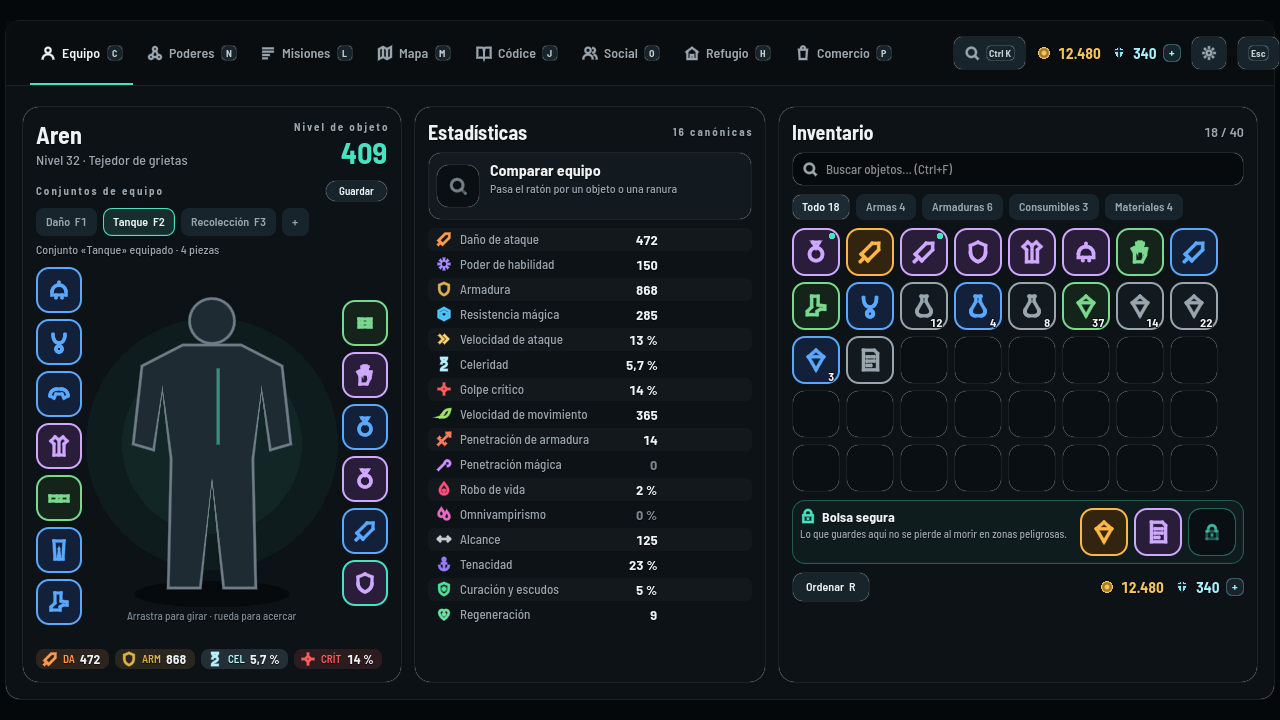 Equipo C Poderes N Misiones L Mapa M Códice J Social O Refugio H Comercio P Ctrl K 12.480 340 + Esc
Aren
Nivel 32 · Tejedor de grietas
Nivel de objeto
409
Conjuntos de equipo Guardar
Daño F1 Tanque F2 Recolección F3 +
Conjunto «Tanque» equipado · 4 piezas
Arrastra para girar · rueda para acercar
DA 472 ARM 868 CEL 5,7 % CRÍT 14 %
Estadísticas 16 canónicas
Comparar equipo
Pasa el ratón por un objeto o una ranura
Daño de ataque 472
Poder de habilidad 150
Armadura 868
Resistencia mágica 285
Velocidad de ataque 13 %
Celeridad 5,7 %
Golpe crítico 14 %
Velocidad de movimiento 365
Penetración de armadura 14
Penetración mágica 0
Robo de vida 2 %
Omnivampirismo 0 %
Alcance 125
Tenacidad 23 %
Curación y escudos 5 %
Regeneración 9
Inventario 18 / 40
Buscar objetos... (Ctrl+F)
Todo 18 Armas 4 Armaduras 6 Consumibles 3 Materiales 4
12 4 8 37 14 22
3
Bolsa segura
Lo que guardes aquí no se pierde al morir en zonas peligrosas.
Ordenar R 12.480 340 +